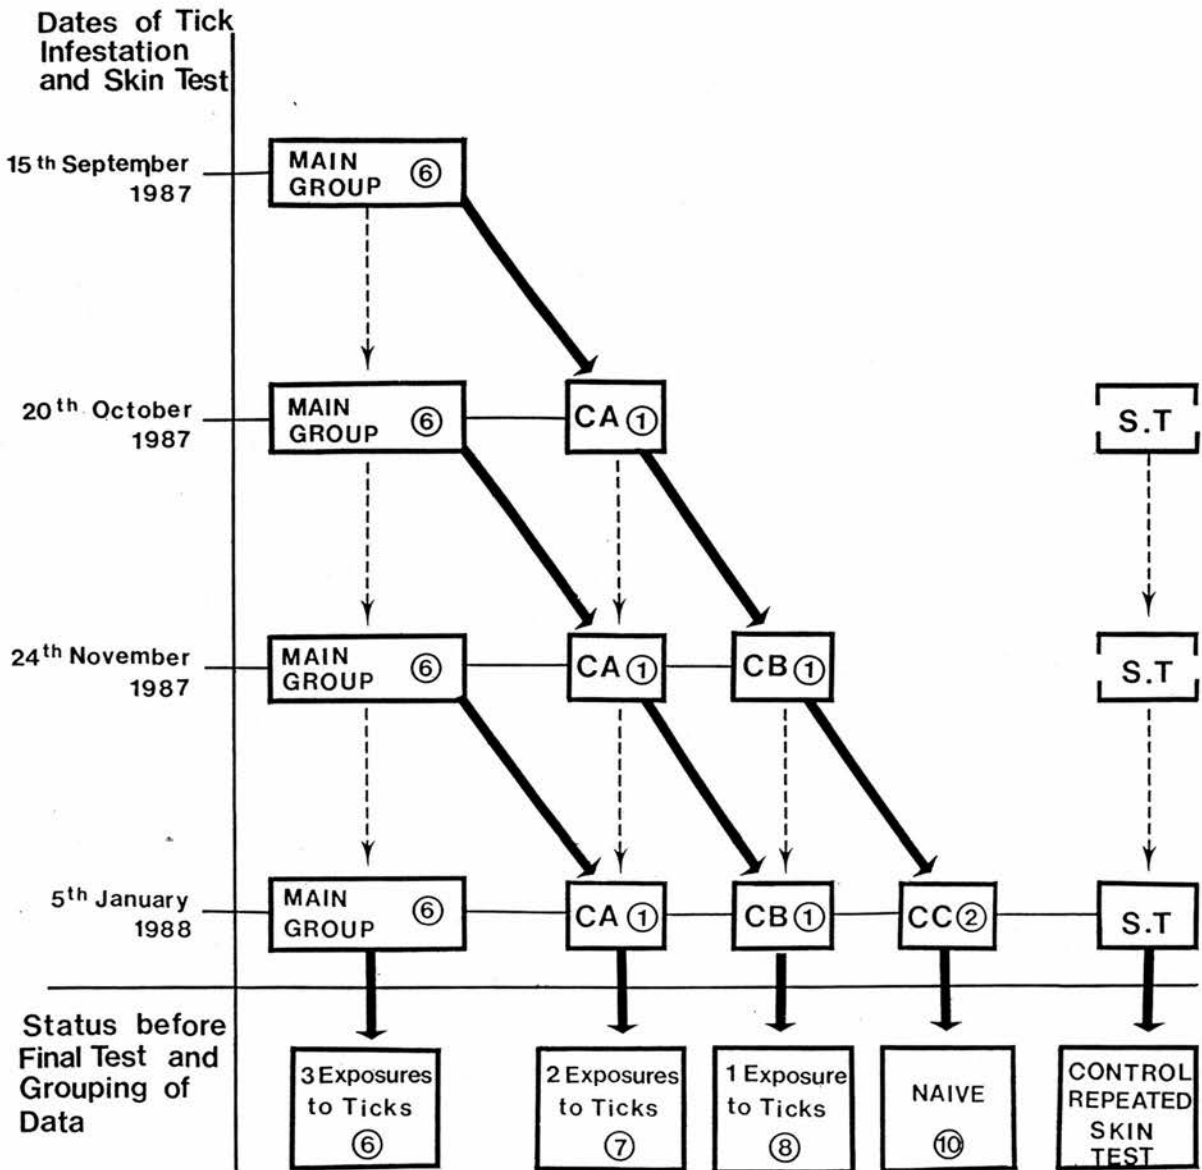 Dates of Tick
Infestation
and Skin Test
15th September
1987
MAIN
GROUP ⑥
20th October
1987
MAIN
GROUP ⑥
CA ①
S.T
24th November
1987
MAIN
GROUP ⑥
CA ①
CB ①
S.T
5th January
1988
MAIN
GROUP ⑥
CA ①
CB ①
CC ②
S.T
Status before
Final Test and
Grouping of
Data
3 Exposures
to Ticks
⑥
2 Exposures
to Ticks
⑦
1 Exposure
to Ticks
⑧
NAIVE
⑩
CONTROL
REPEATED
SKIN
TEST